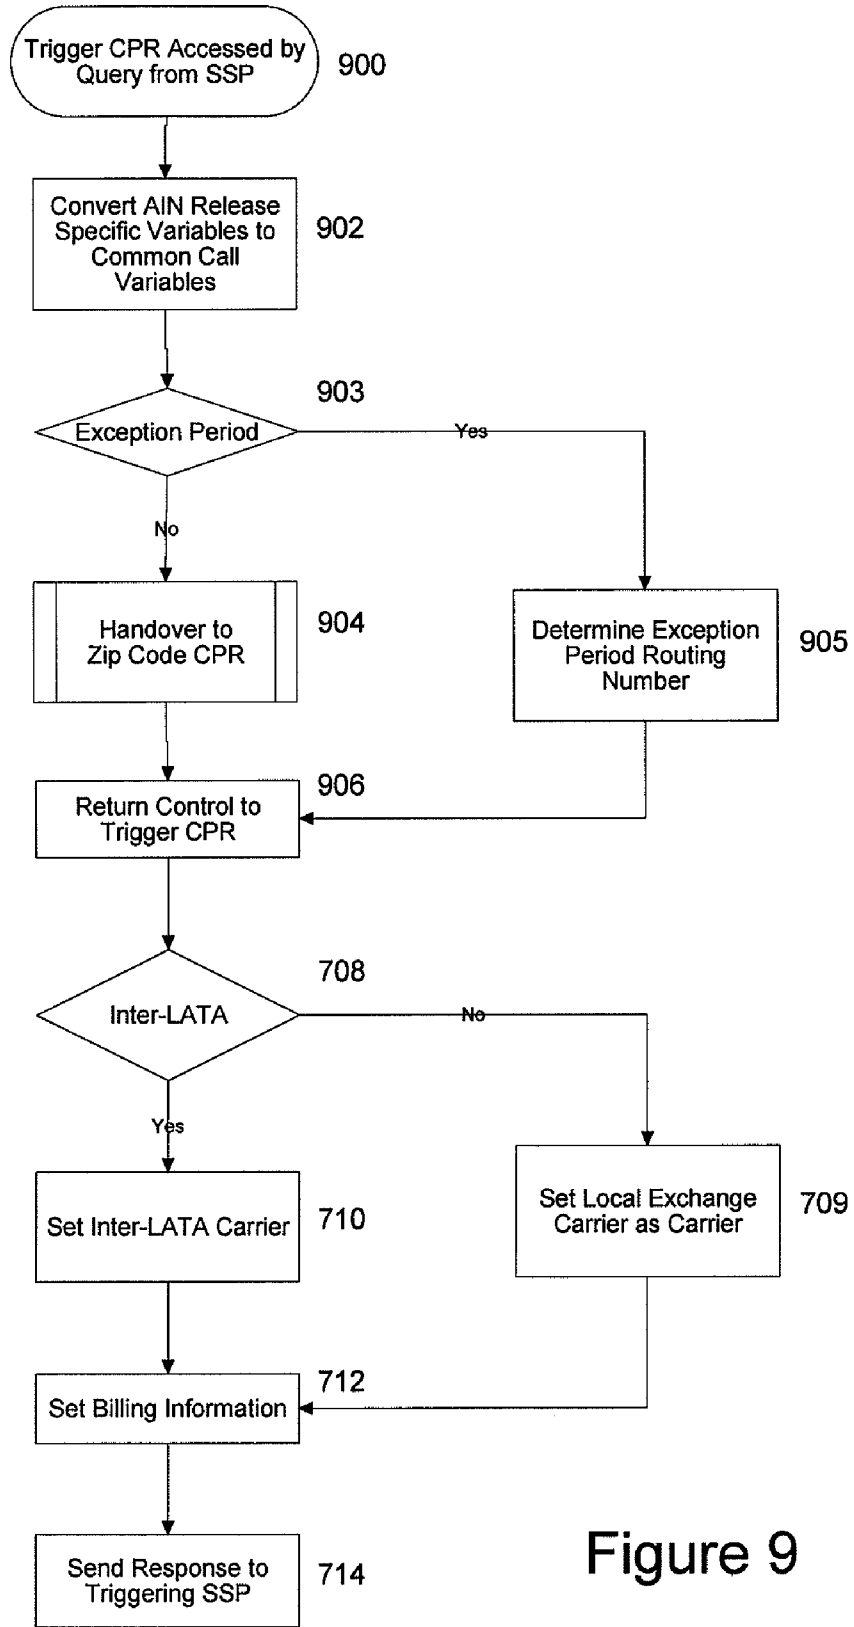 Trigger CPR Accessed by
Query from SSP
900
Convert AIN Release
Specific Variables to
Common Call
Variables
902
903
Exception Period
Yes
No
Handover to
Zip Code CPR
904
Determine Exception
Period Routing
Number
905
906
Return Control to
Trigger CPR
708
Inter-LATA
No
Yes
Set Inter-LATA Carrier
710
Set Local Exchange
Carrier as Carrier
709
712
Set Billing Information
Send Response to
Triggering SSP
714
Figure 9